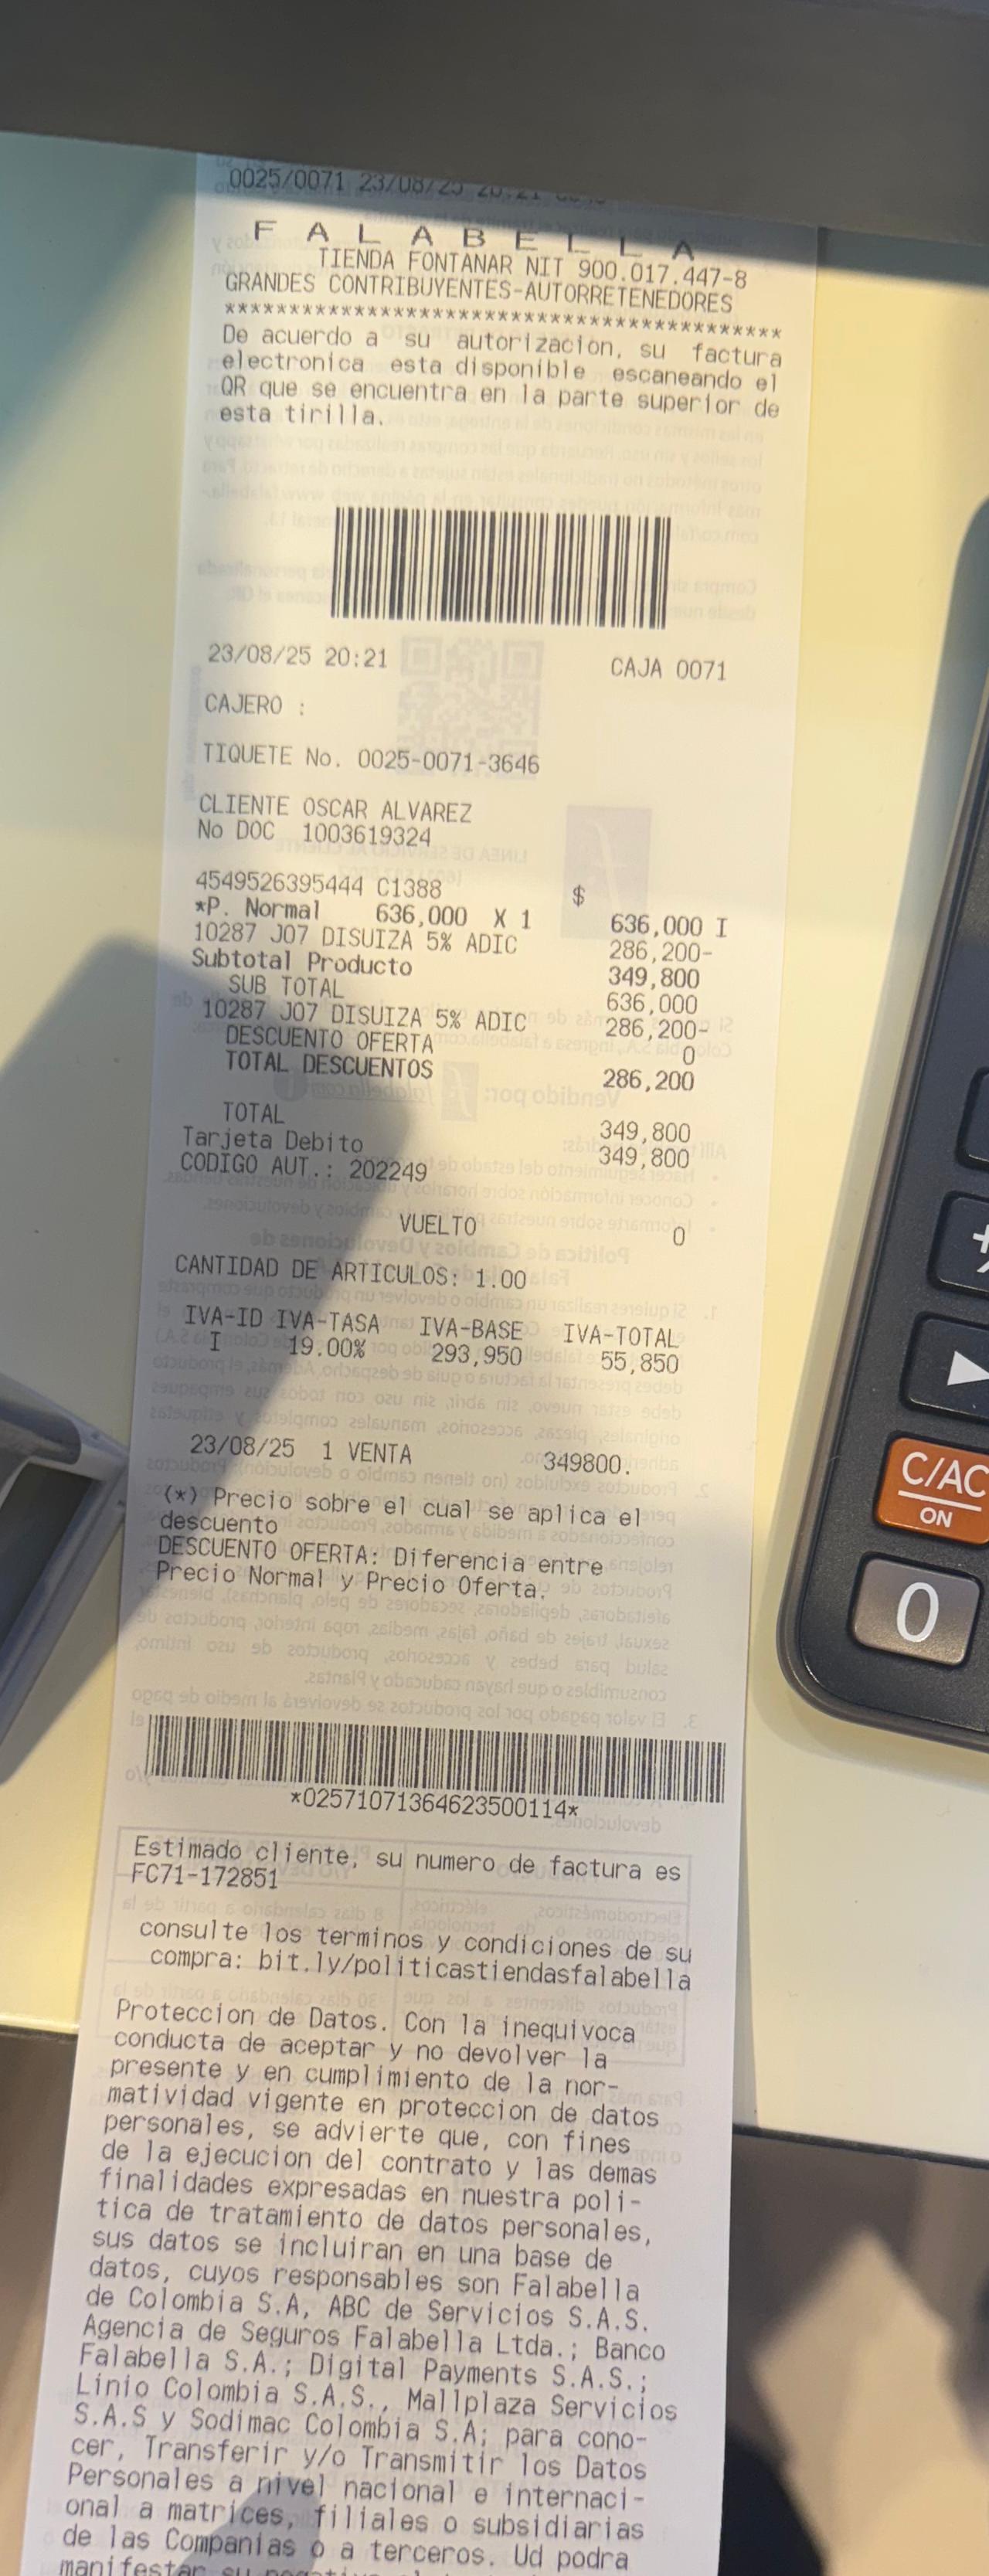 0025/0071 23/08/25 20:21
F A L A B E L L A
TIENDA FONTANAR NIT 900.017.447-8
GRANDES CONTRIBUYENTES-AUTORRETENEDORES
*******************************************
De acuerdo a su autorizacion, su factura
electronica esta disponible escaneando el
QR que se encuentra en la parte superior de
esta tirilla.
23/08/25 20:21 CAJA 0071
CAJERO :
TIQUETE No. 0025-0071-3646
CLIENTE OSCAR ALVAREZ
No DOC 1003619324
4549526395444 C1388 $
*P. Normal 636,000 X 1 636,000 I
10287 J07 DISUIZA 5% ADIC 286,200-
Subtotal Producto 349,800
SUB TOTAL 636,000
10287 J07 DISUIZA 5% ADIC 286,200-
DESCUENTO OFERTA 0
TOTAL DESCUENTOS 286,200
TOTAL 349,800
Tarjeta Debito 349,800
CODIGO AUT.: 202249
VUELTO 0
CANTIDAD DE ARTICULOS: 1.00
IVA-ID IVA-TASA IVA-BASE IVA-TOTAL
I 19.00% 293,950 55,850
23/08/25 1 VENTA 349800.
(*) Precio sobre el cual se aplica el
descuento
DESCUENTO OFERTA: Diferencia entre
Precio Normal y Precio Oferta.
*02571071364623500114*
Estimado cliente, su numero de factura es
FC71-172851
consulte los terminos y condiciones de su
compra: bit.ly/politicastiendasfalabella
Proteccion de Datos. Con la inequivoca
conducta de aceptar y no devolver la
presente y en cumplimiento de la nor-
matividad vigente en proteccion de datos
personales, se advierte que, con fines
de la ejecucion del contrato y las demas
finalidades expresadas en nuestra poli-
tica de tratamiento de datos personales,
sus datos se incluiran en una base de
datos, cuyos responsables son Falabella
de Colombia S.A, ABC de Servicios S.A.S.
Agencia de Seguros Falabella Ltda.; Banco
Falabella S.A.; Digital Payments S.A.S.;
Linio Colombia S.A.S., Mallplaza Servicios
S.A.S y Sodimac Colombia S.A; para cono-
cer, Transferir y/o Transmitir los Datos
Personales a nivel nacional e internaci-
onal a matrices, filiales o subsidiarias
de las Companias o a terceros. Ud podra
manifestar su
C/AC
ON
0